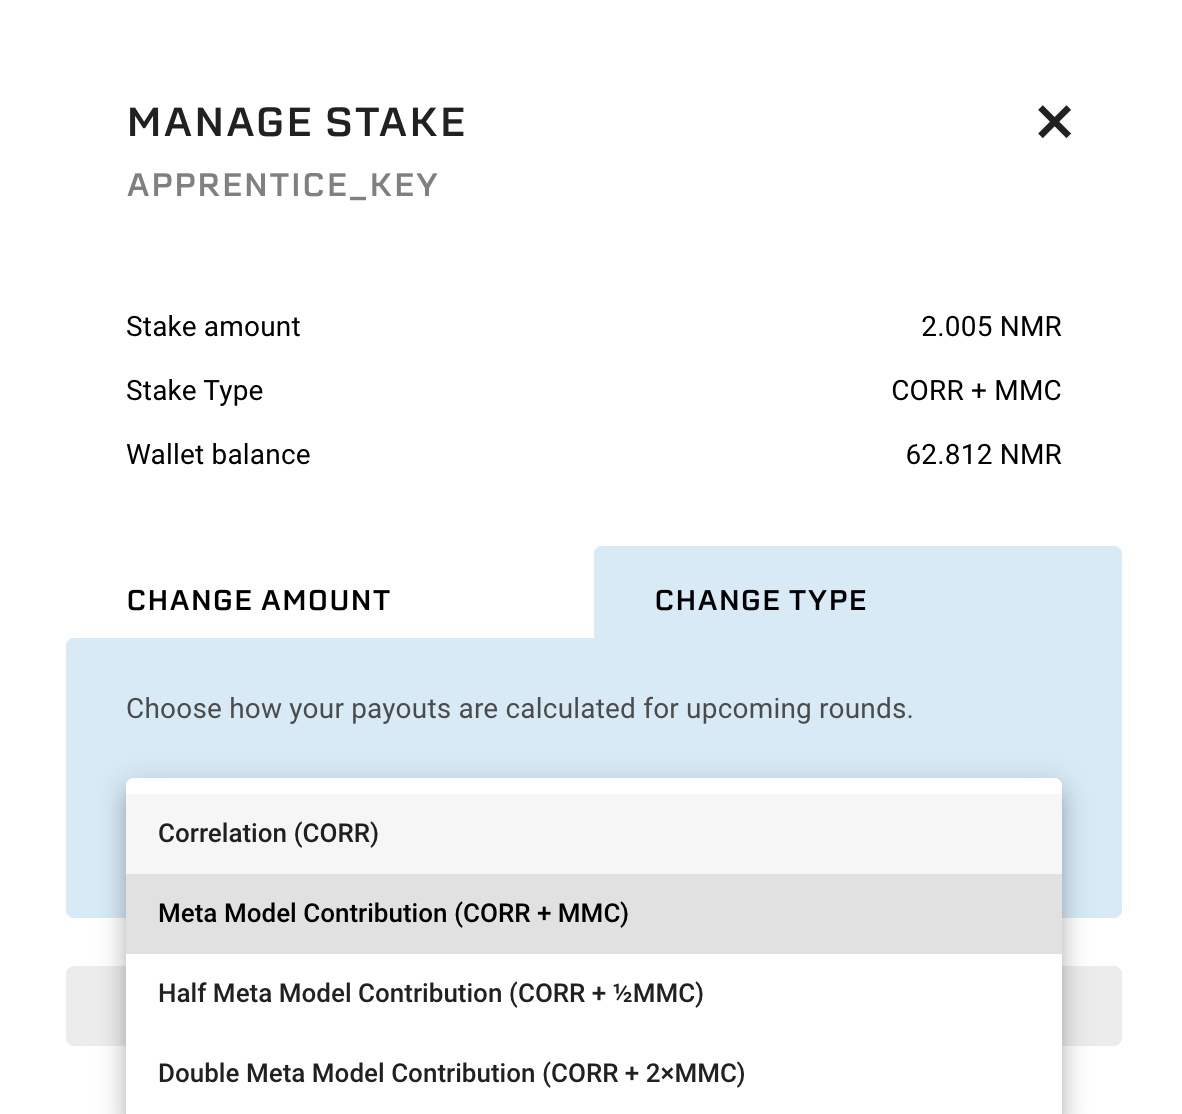 MANAGE STAKE
APPRENTICE_KEY
Stake amount 2.005 NMR
Stake Type CORR + MMC
Wallet balance 62.812 NMR
CHANGE AMOUNT CHANGE TYPE
Choose how your payouts are calculated for upcoming rounds.
Correlation (CORR)
Meta Model Contribution (CORR + MMC)
Half Meta Model Contribution (CORR + ½MMC)
Double Meta Model Contribution (CORR + 2×MMC)